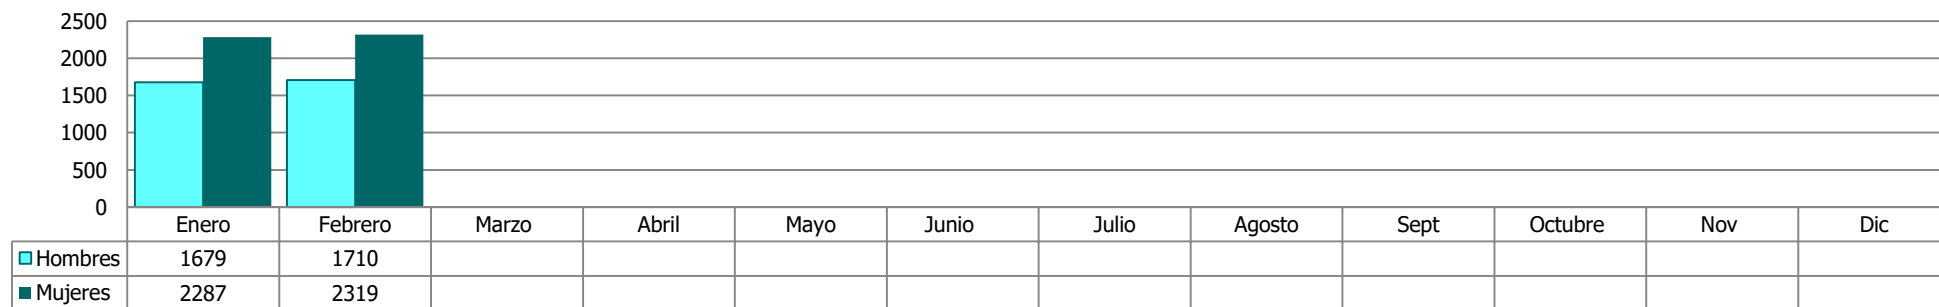 2500
2000
1500
1000
500
0
Enero Febrero Marzo Abril Mayo Junio Julio Agosto Sept Octubre Nov Dic
Hombres 1679 1710
Mujeres 2287 2319